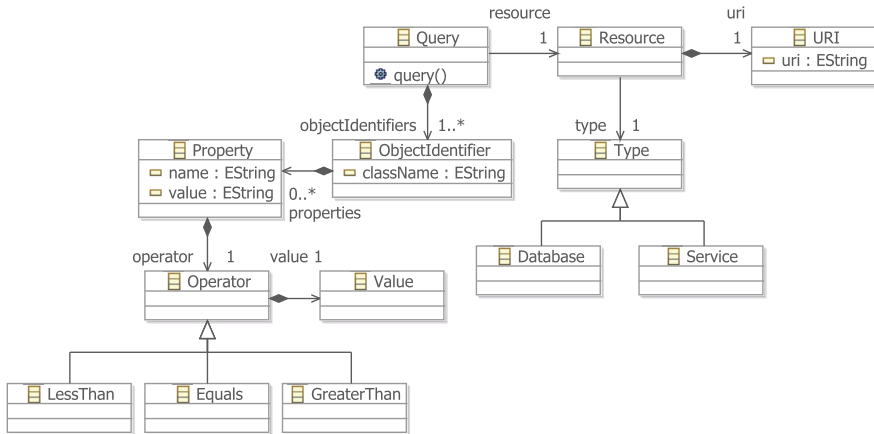 resource
uri
Query
1
Resource
1
URI
uri : EString
query()
objectIdentifiers
1..*
type
1
Property
ObjectIdentifier
Type
name : EString
className : EString
value : EString
0..*
properties
operator
1
value 1
Database
Service
Operator
Value
LessThan
Equals
GreaterThan